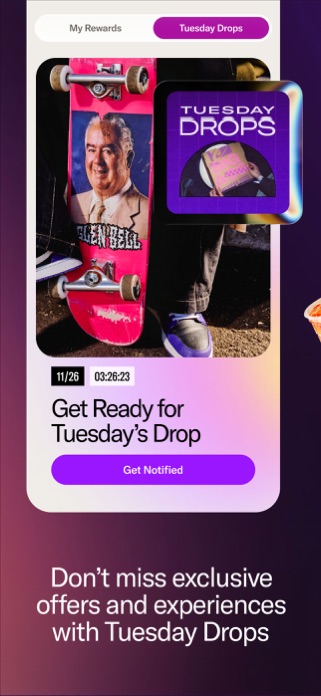 My Rewards
Tuesday Drops
TUESDAY
DROPS
GLEN BELL
11/26
03:26:23
Get Ready for
Tuesday's Drop
Get Notified
Don't miss exclusive
offers and experiences
with Tuesday Drops